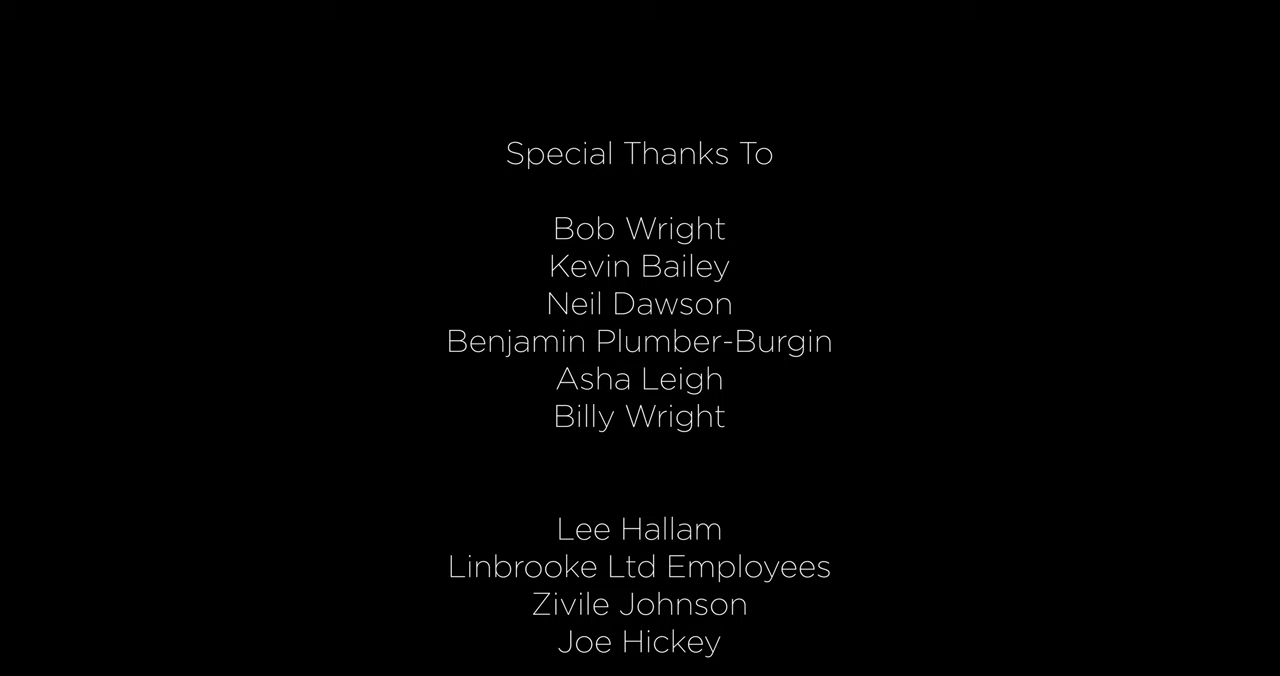 Special Thanks To
Bob Wright
Kevin Bailey
Neil Dawson
Benjamin Plumber-Burgin
Asha Leigh
Billy Wright
Lee Hallam
Linbrooke Ltd Employees
Zivile Johnson
Joe Hickey